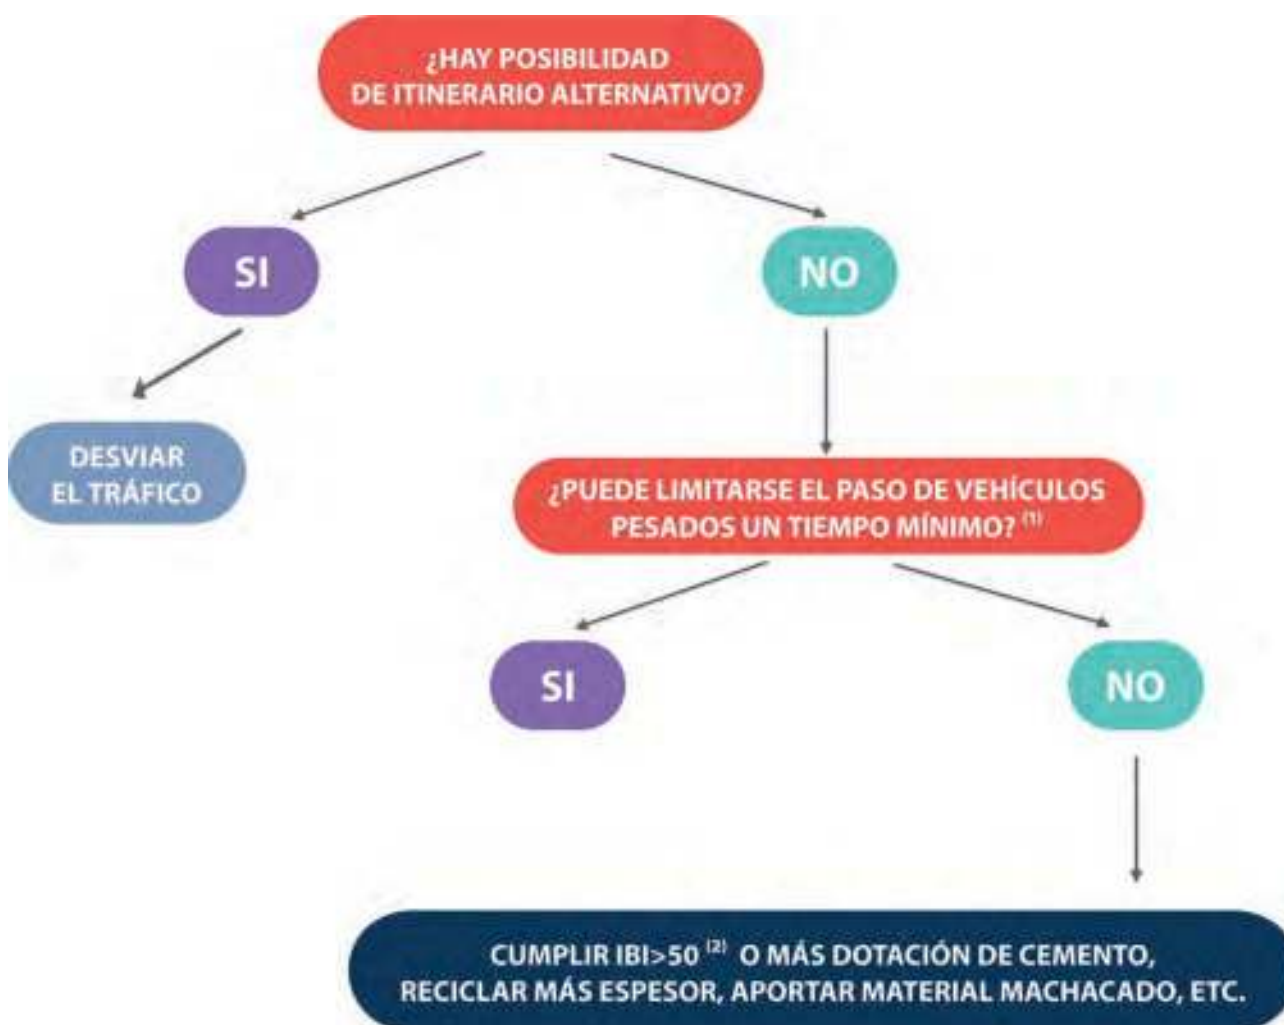 ¿HAY POSIBILIDAD
DE ITINERARIO ALTERNATIVO?
SI
NO
DESVIAR
EL TRÁFICO
¿PUEDE LIMITARSE EL PASO DE VEHÍCULOS
PESADOS UN TIEMPO MÍNIMO? (1)
SI
NO
CUMPLIR IBI>50 (2) O MÁS DOTACIÓN DE CEMENTO,
RECICLAR MÁS ESPESOR, APORTAR MATERIAL MACHACADO, ETC.